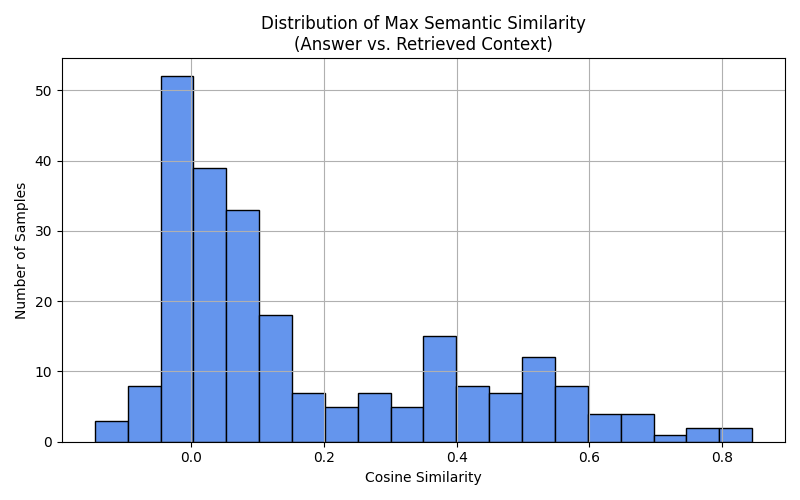 Distribution of Max Semantic Similarity
(Answer vs. Retrieved Context)
Number of Samples
50
40
30
20
10
0
0.0 0.2 0.4 0.6 0.8
Cosine Similarity